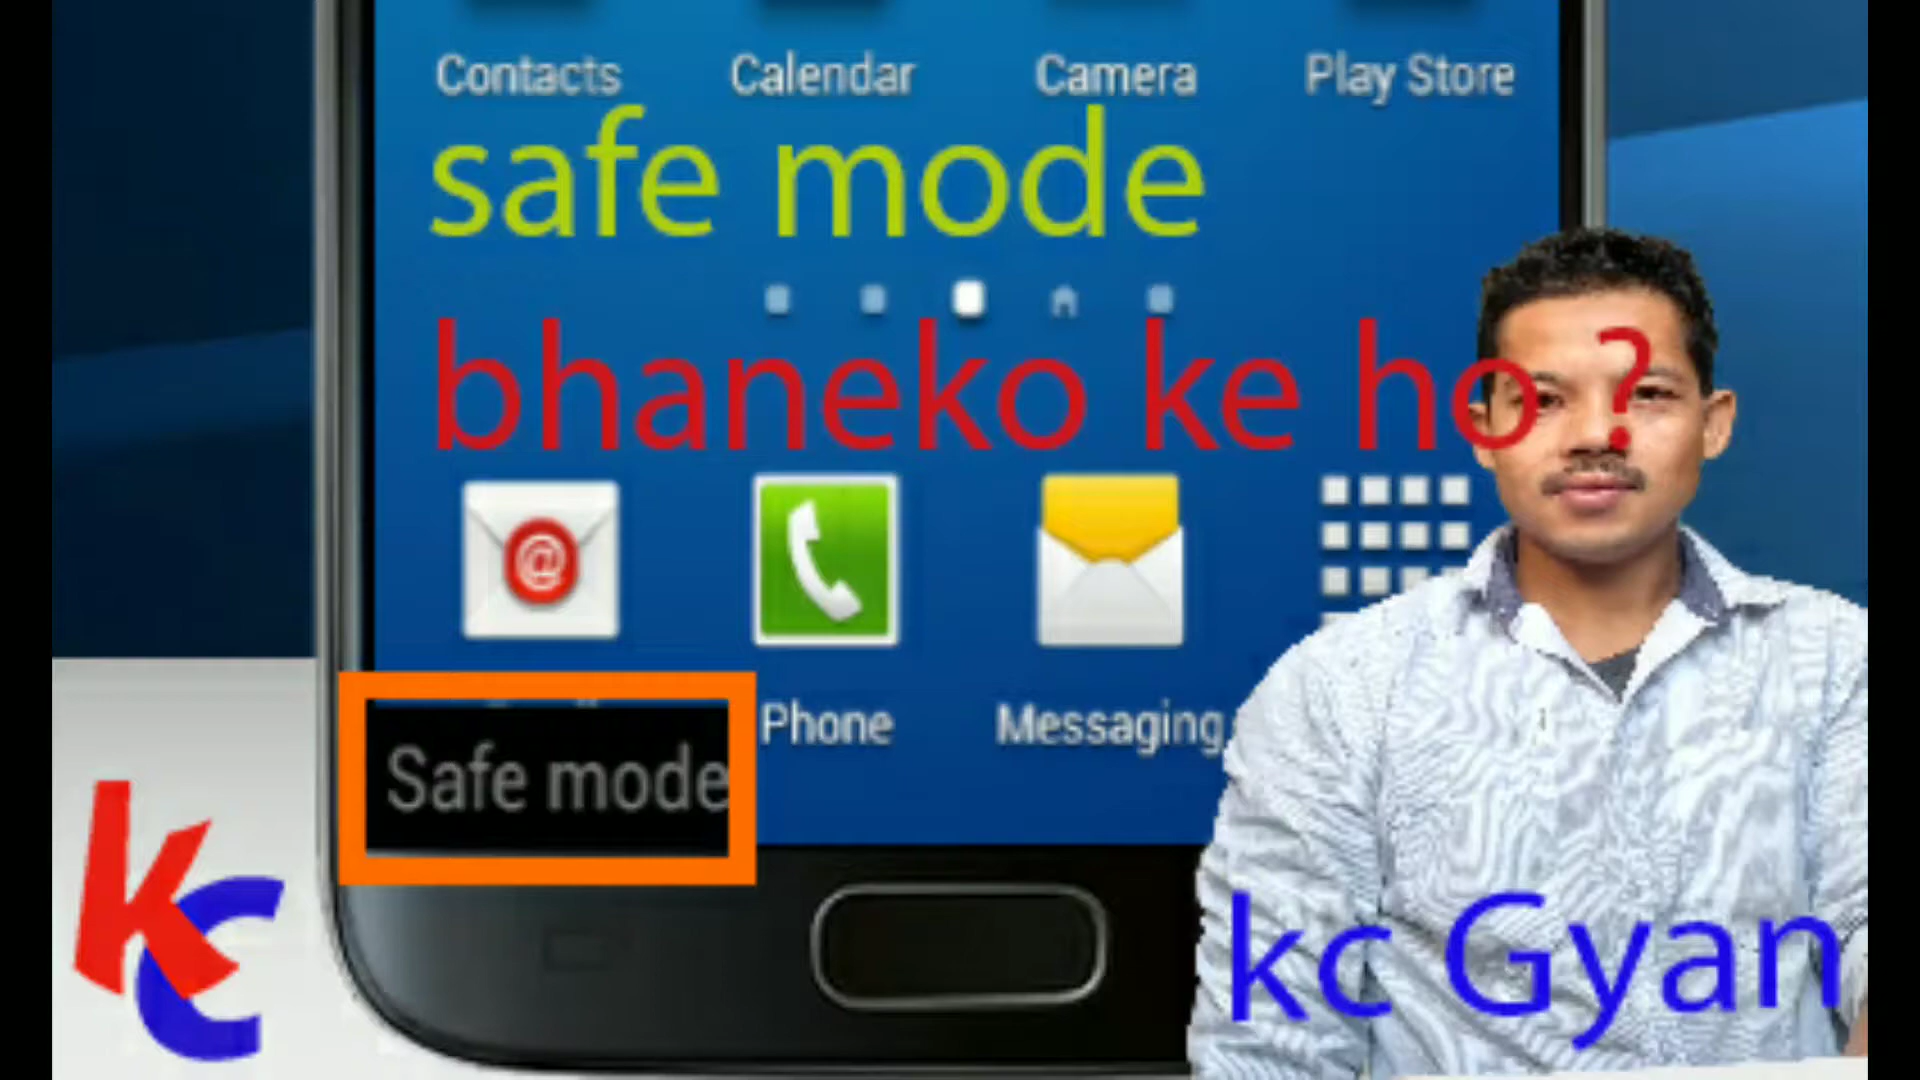 Contacts Calendar Camera Play Store
safe mode
bhaneko ke ho ?
@
Phone Messaging
Safe mode
kc
kc Gyan